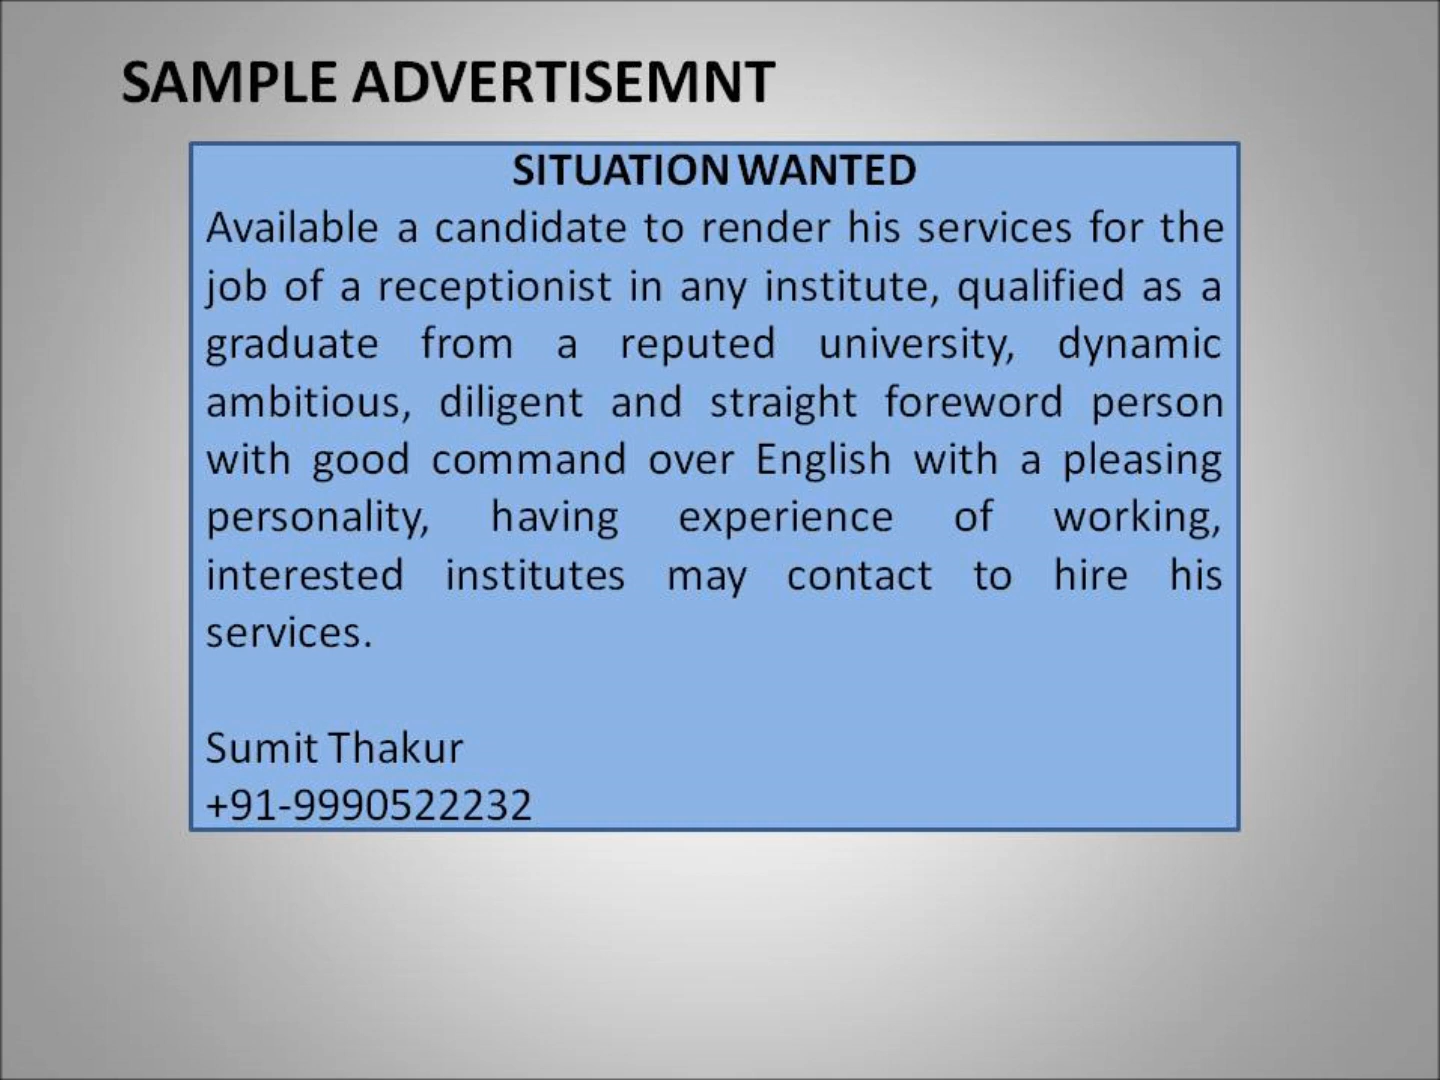 SAMPLE ADVERTISEMNT
SITUATION WANTED
Available a candidate to render his services for the
job of a receptionist in any institute, qualified as a
graduate from a reputed university, dynamic
ambitious, diligent and straight foreword person
with good command over English with a pleasing
personality, having experience of working,
interested institutes may contact to hire his
services.
Sumit Thakur
+91-9990522232